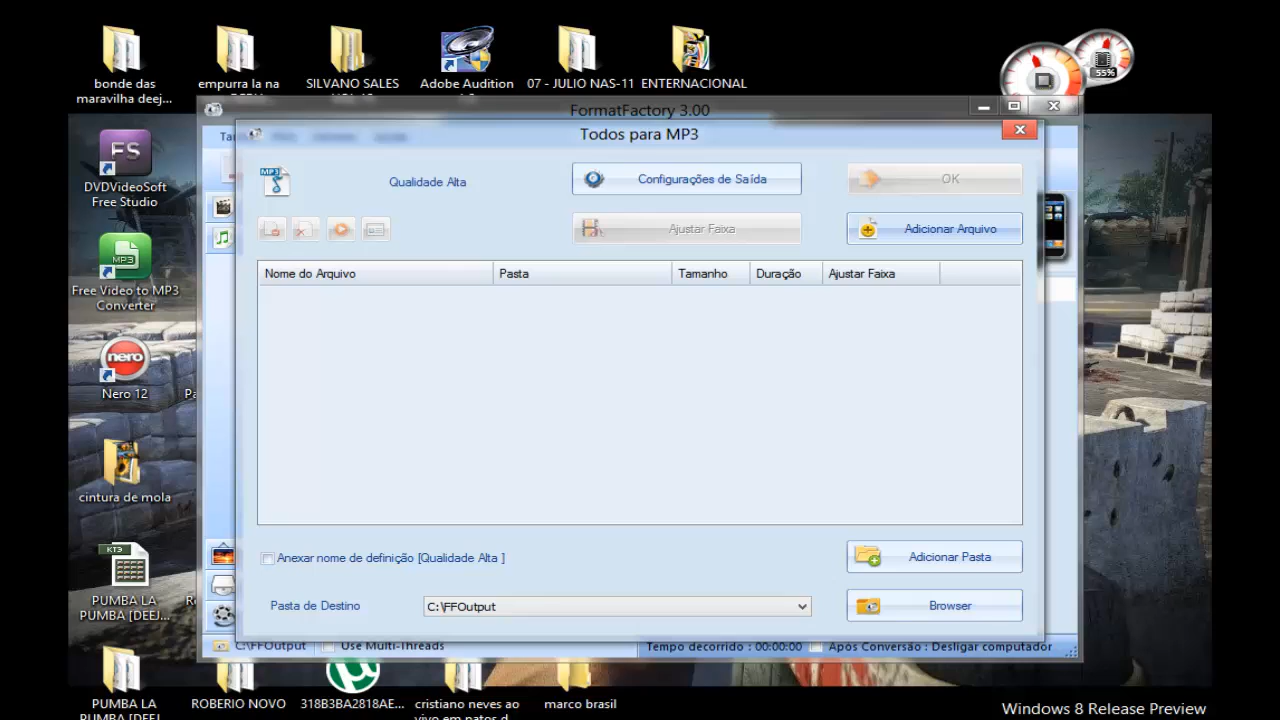 bonde das
maravilha deej...
empurra la na
SILVANO SALES
Adobe Audition
07 - JULIO NAS-11
ENTERNACIONAL
55%
FormatFactory 3.00
Todos para MP3
MP3
Qualidade Alta
Configurações de Saída
OK
Ajustar Faixa
Adicionar Arquivo
Nome do Arquivo
Pasta
Tamanho
Duração
Ajustar Faixa
FS
DVDVideoSoft
Free Studio
MP3
Free Video to MP3
Converter
nero
Nero 12
cintura de mola
KT3
PUMBA LA
PUMBA [DEEJ...
Anexar nome de definição [Qualidade Alta ]
Adicionar Pasta
Pasta de Destino
C:\FFOutput
Browser
C:\FFOutput
Use Multi-Threads
Tempo decorrido : 00:00:00
Após Conversão : Desligar computador
PUMBA LA
PUMBA [DEEJ
ROBERIO NOVO
318B3BA2818AE...
cristiano neves ao
vivo em patos d
marco brasil
Windows 8 Release Preview